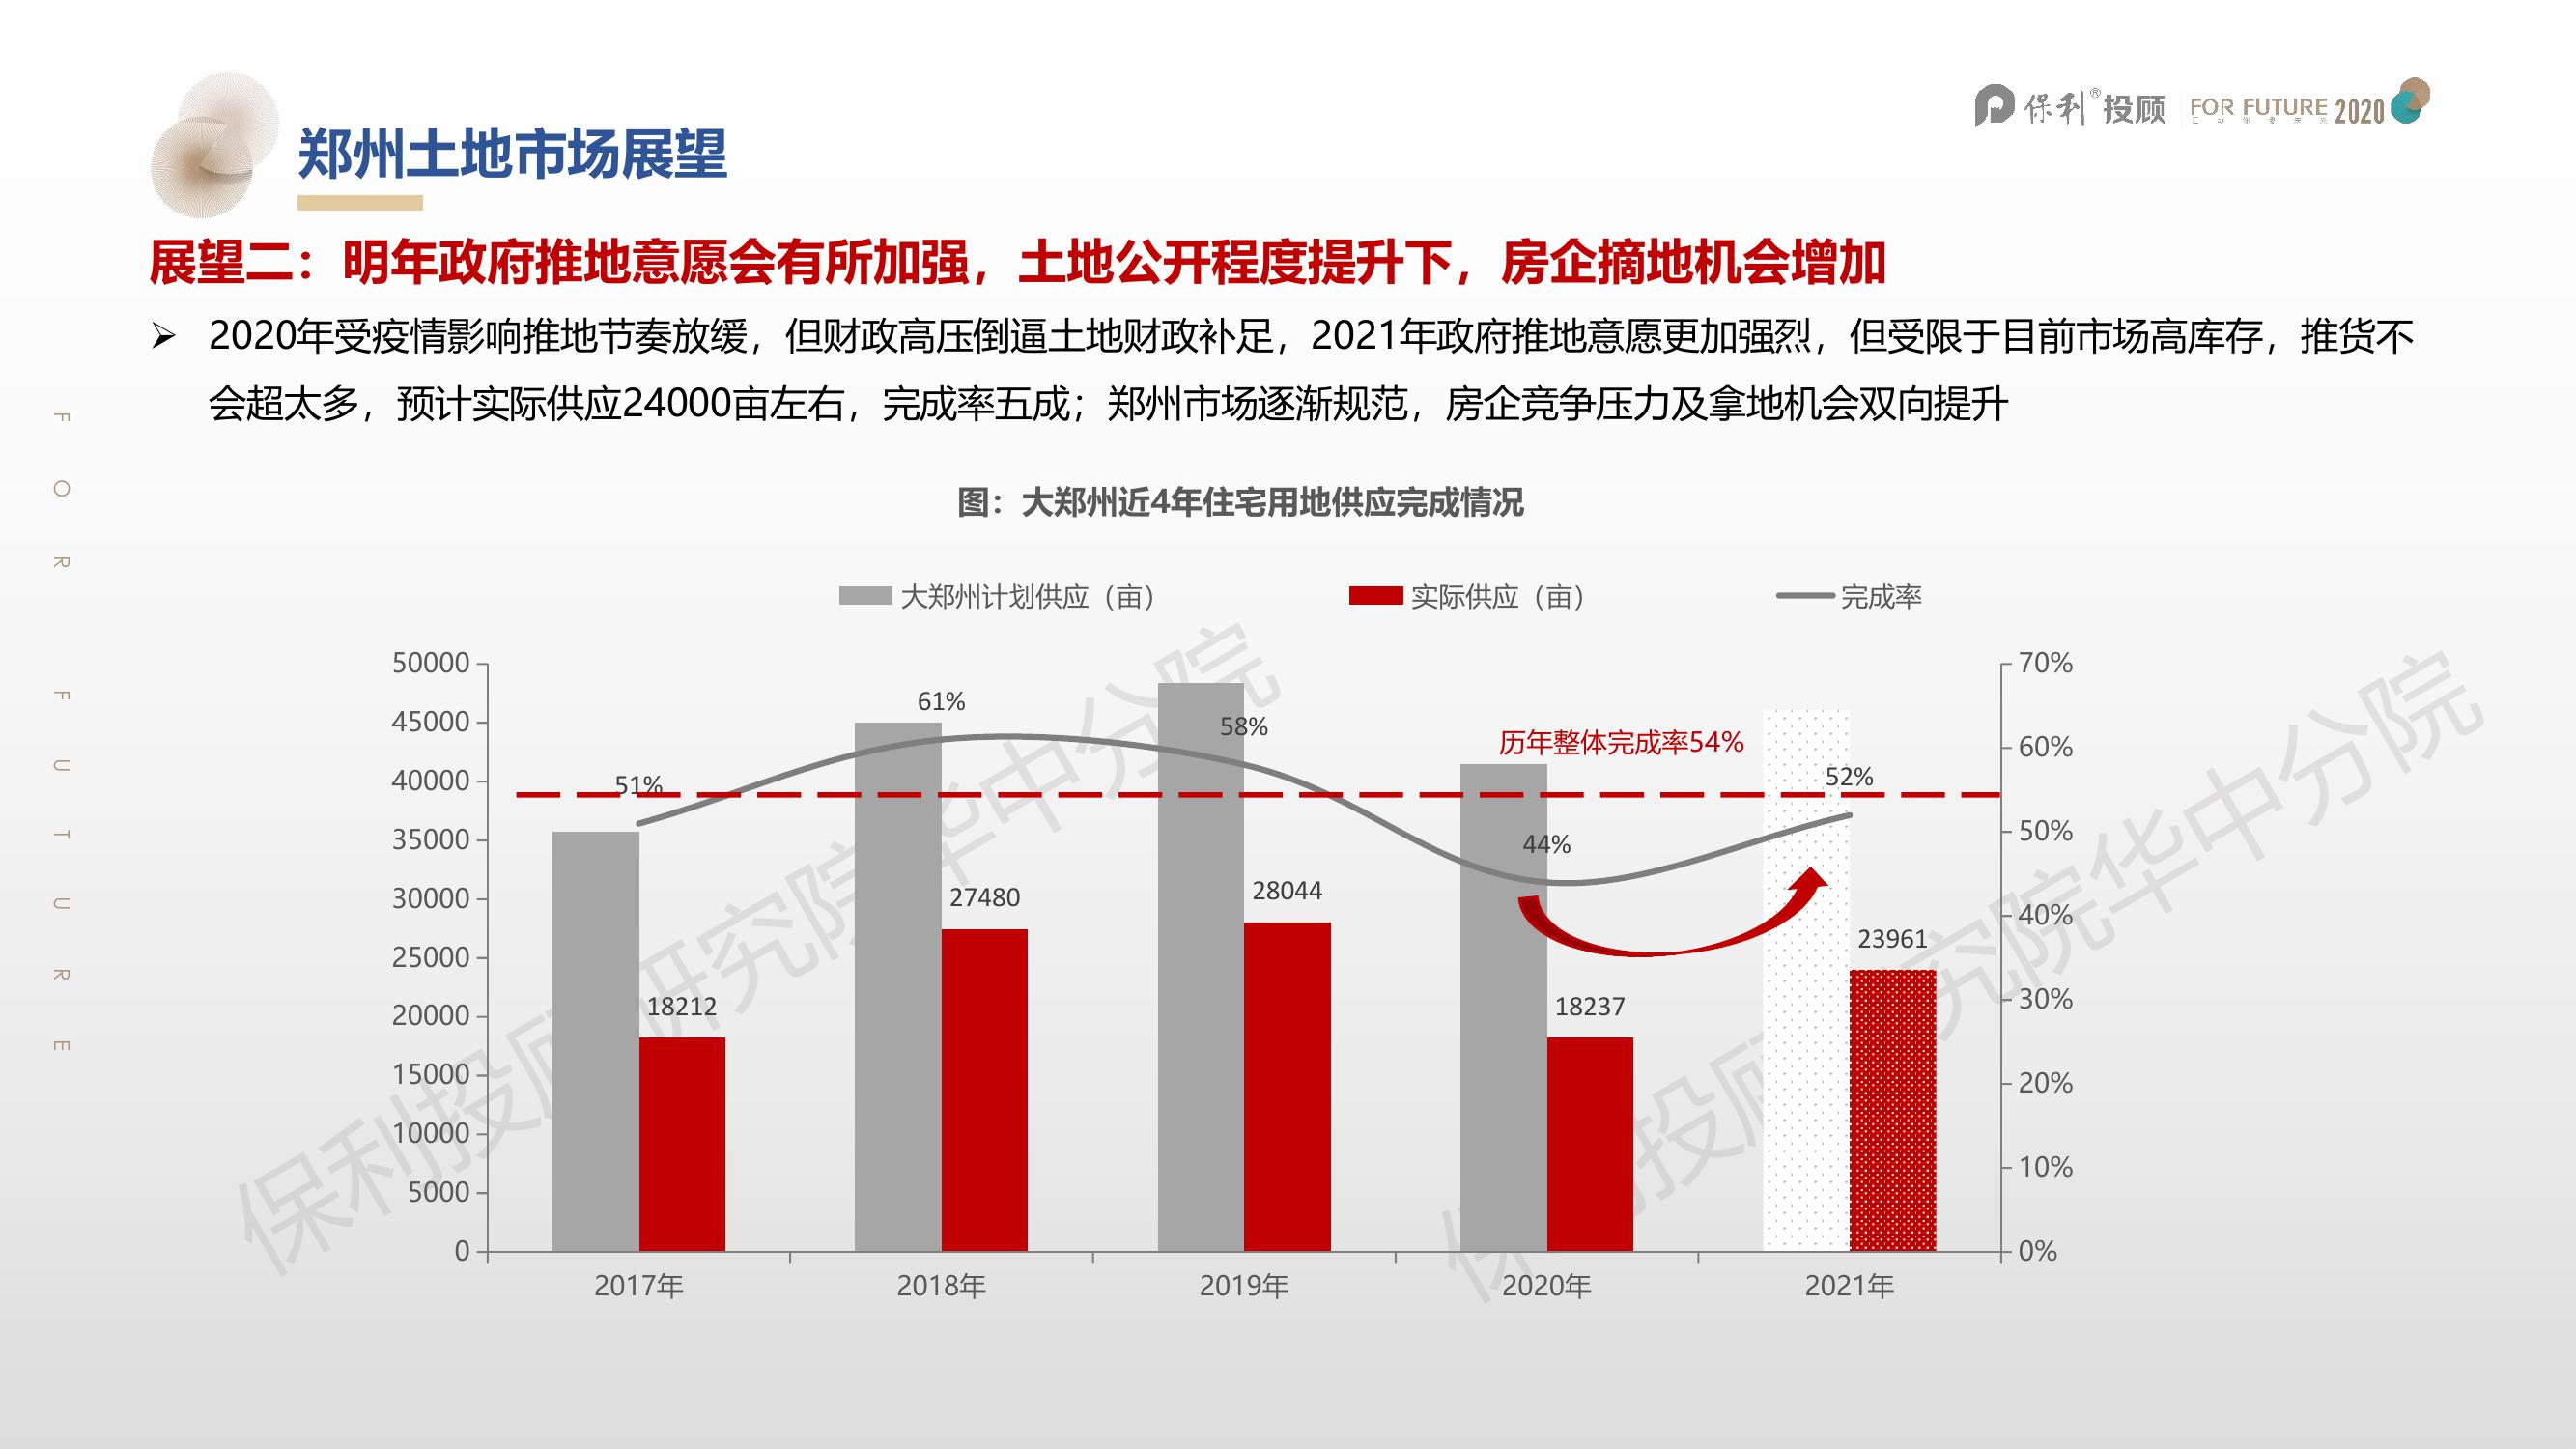 保利®投顾 FOR FUTURE 2020
郑州土地市场展望
展望二：明年政府推地意愿会有所加强，土地公开程度提升下，房企摘地机会增加
➢ 2020年受疫情影响推地节奏放缓，但财政高压倒逼土地财政补足，2021年政府推地意愿更加强烈，但受限于目前市场高库存，推货不
会超太多，预计实际供应24000亩左右，完成率五成；郑州市场逐渐规范，房企竞争压力及拿地机会双向提升
FOR FUTURE
图：大郑州近4年住宅用地供应完成情况
大郑州计划供应（亩） 实际供应（亩） 完成率
50000
45000
40000
35000
30000
25000
20000
15000
10000
5000
0
70%
60%
50%
40%
30%
20%
10%
0%
51%
61%
58%
44%
52%
历年整体完成率54%
18212
27480
28044
18237
23961
2017年 2018年 2019年 2020年 2021年
保利投顾研究院华中分院
保利投顾研究院华中分院